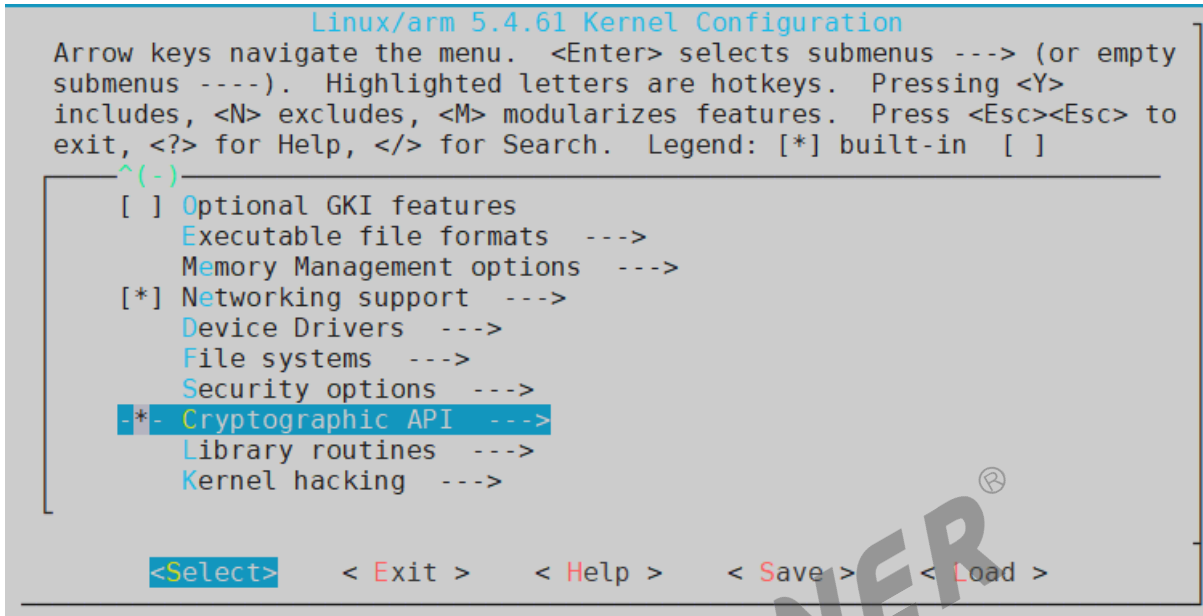 Linux/arm 5.4.61 Kernel Configuration
Arrow keys navigate the menu.  <Enter> selects submenus ---> (or empty
submenus ----).  Highlighted letters are hotkeys.  Pressing <Y>
includes, <N> excludes, <M> modularizes features.  Press <Esc><Esc> to
exit, <?> for Help, </> for Search.  Legend: [*] built-in  [ ]
^(-)
[ ] Optional GKI features
Executable file formats  --->
Memory Management options  --->
[*] Networking support  --->
Device Drivers  --->
File systems  --->
Security options  --->
-*- Cryptographic API  --->
Library routines  --->
Kernel hacking  --->
<Select>    < Exit >    < Help >    < Save >    < Load >
NER®